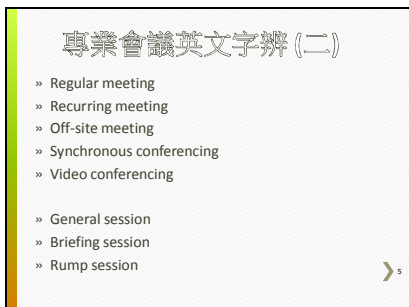 專業會議英文字辨(二)
» Regular meeting
» Recurring meeting
» Off-site meeting
» Synchronous conferencing
» Video conferencing
» General session
» Briefing session
» Rump session
5